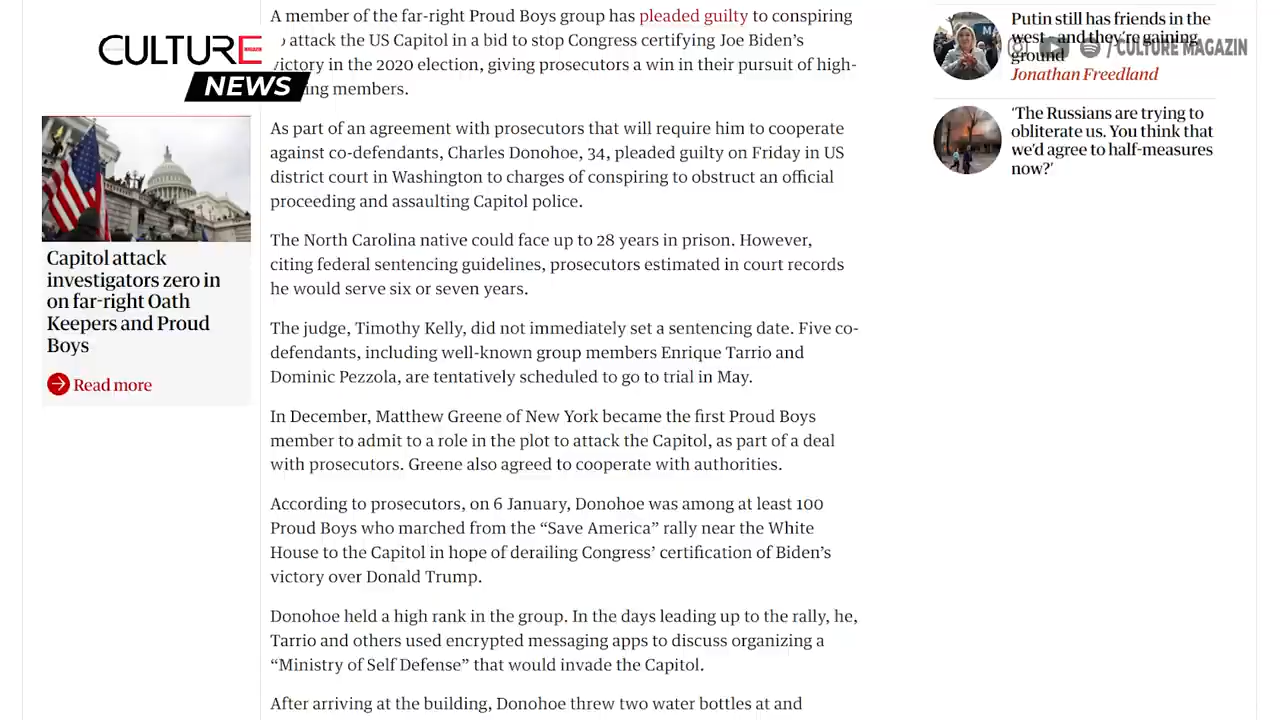 CULTURE
NEWS
A member of the far-right Proud Boys group has pleaded guilty to conspiring
attack the US Capitol in a bid to stop Congress certifying Joe Biden’s
victory in the 2020 election, giving prosecutors a win in their pursuit of high-
members.
As part of an agreement with prosecutors that will require him to cooperate
against co-defendants, Charles Donohoe, 34, pleaded guilty on Friday in US
district court in Washington to charges of conspiring to obstruct an official
proceeding and assaulting Capitol police.
The North Carolina native could face up to 28 years in prison. However,
citing federal sentencing guidelines, prosecutors estimated in court records
he would serve six or seven years.
The judge, Timothy Kelly, did not immediately set a sentencing date. Five co-
defendants, including well-known group members Enrique Tarrio and
Dominic Pezzola, are tentatively scheduled to go to trial in May.
In December, Matthew Greene of New York became the first Proud Boys
member to admit to a role in the plot to attack the Capitol, as part of a deal
with prosecutors. Greene also agreed to cooperate with authorities.
According to prosecutors, on 6 January, Donohoe was among at least 100
Proud Boys who marched from the “Save America” rally near the White
House to the Capitol in hope of derailing Congress’ certification of Biden’s
victory over Donald Trump.
Donohoe held a high rank in the group. In the days leading up to the rally, he,
Tarrio and others used encrypted messaging apps to discuss organizing a
“Ministry of Self Defense” that would invade the Capitol.
After arriving at the building, Donohoe threw two water bottles at and
Capitol attack
investigators zero in
on far-right Oath
Keepers and Proud
Boys
Read more
Putin still has friends in the
west – and they’re gaining
ground
Jonathan Freedland
/ CULTURE MAGAZIN
‘The Russians are trying to
obliterate us. You think that
we’d agree to half-measures
now?’